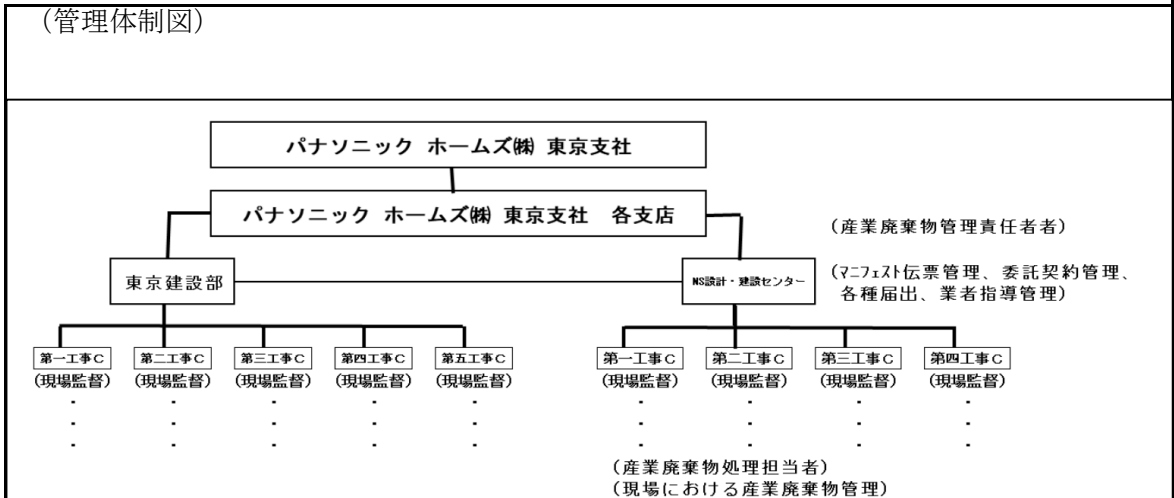 （管理体制図）
パナソニック ホームズ㈱ 東京支社
パナソニック ホームズ㈱ 東京支社　各支店
（産業廃棄物管理責任者者）
東京建設部
NS設計・建設センター
（ﾏﾆﾌｪｽﾄ伝票管理、委託契約管理、
各種届出、業者指導管理）
第一工事C 第二工事C 第三工事C 第四工事C 第五工事C 第一工事C 第二工事C 第三工事C 第四工事C
（現場監督） （現場監督） （現場監督） （現場監督） （現場監督） （現場監督） （現場監督） （現場監督） （現場監督）
（産業廃棄物処理担当者）
（現場における産業廃棄物管理）